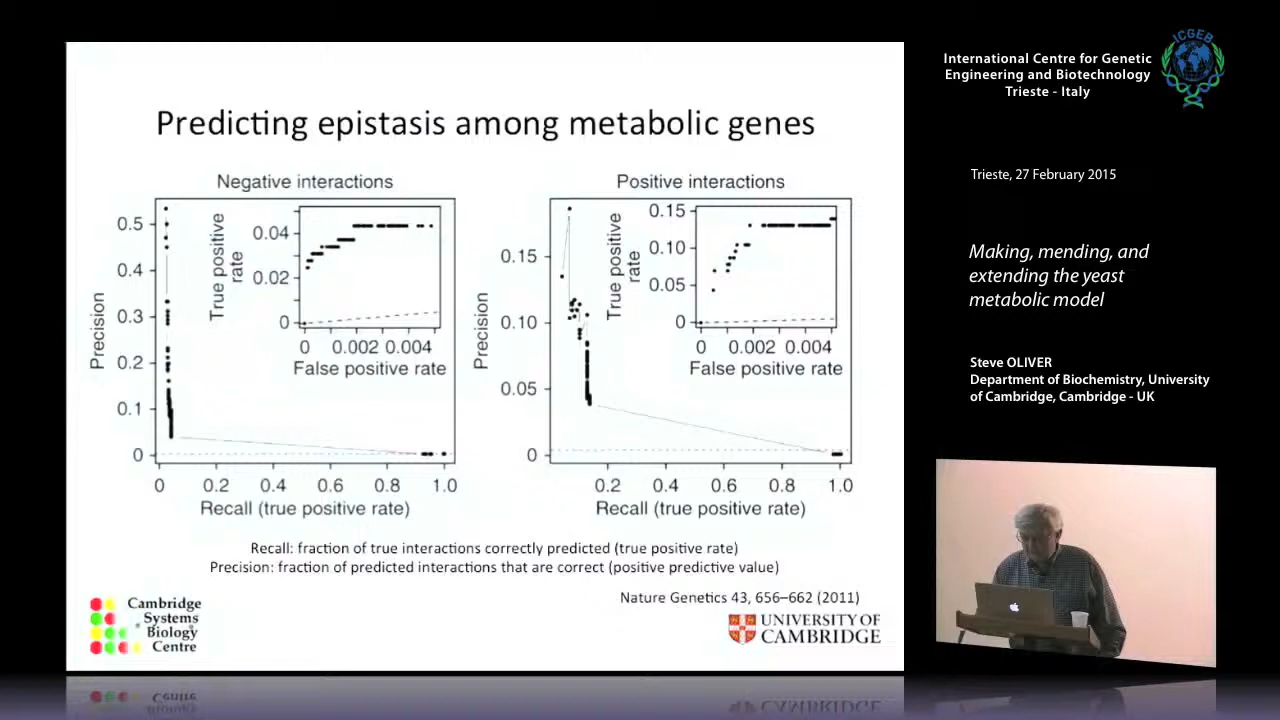 Predicting epistasis among metabolic genes
Negative interactions
Precision
0.5
0.4
0.3
0.2
0.1
0
0
0.2
0.4
0.6
0.8
1.0
Recall (true positive rate)
True positive
rate
0.04
0.02
0
0
0.002
0.004
False positive rate
Positive interactions
Precision
0.15
0.10
0.05
0
0.2
0.4
0.6
0.8
1.0
Recall (true positive rate)
True positive
rate
0.15
0.10
0.05
0
0
0.002
0.004
False positive rate
Recall: fraction of true interactions correctly predicted (true positive rate)
Precision: fraction of predicted interactions that are correct (positive predictive value)
Nature Genetics 43, 656–662 (2011)
Cambridge
Systems
Biology
Centre
UNIVERSITY OF
CAMBRIDGE
International Centre for Genetic
Engineering and Biotechnology
Trieste - Italy
ICGEB
Trieste, 27 February 2015
Making, mending, and
extending the yeast
metabolic model
Steve OLIVER
Department of Biochemistry, University
of Cambridge, Cambridge - UK